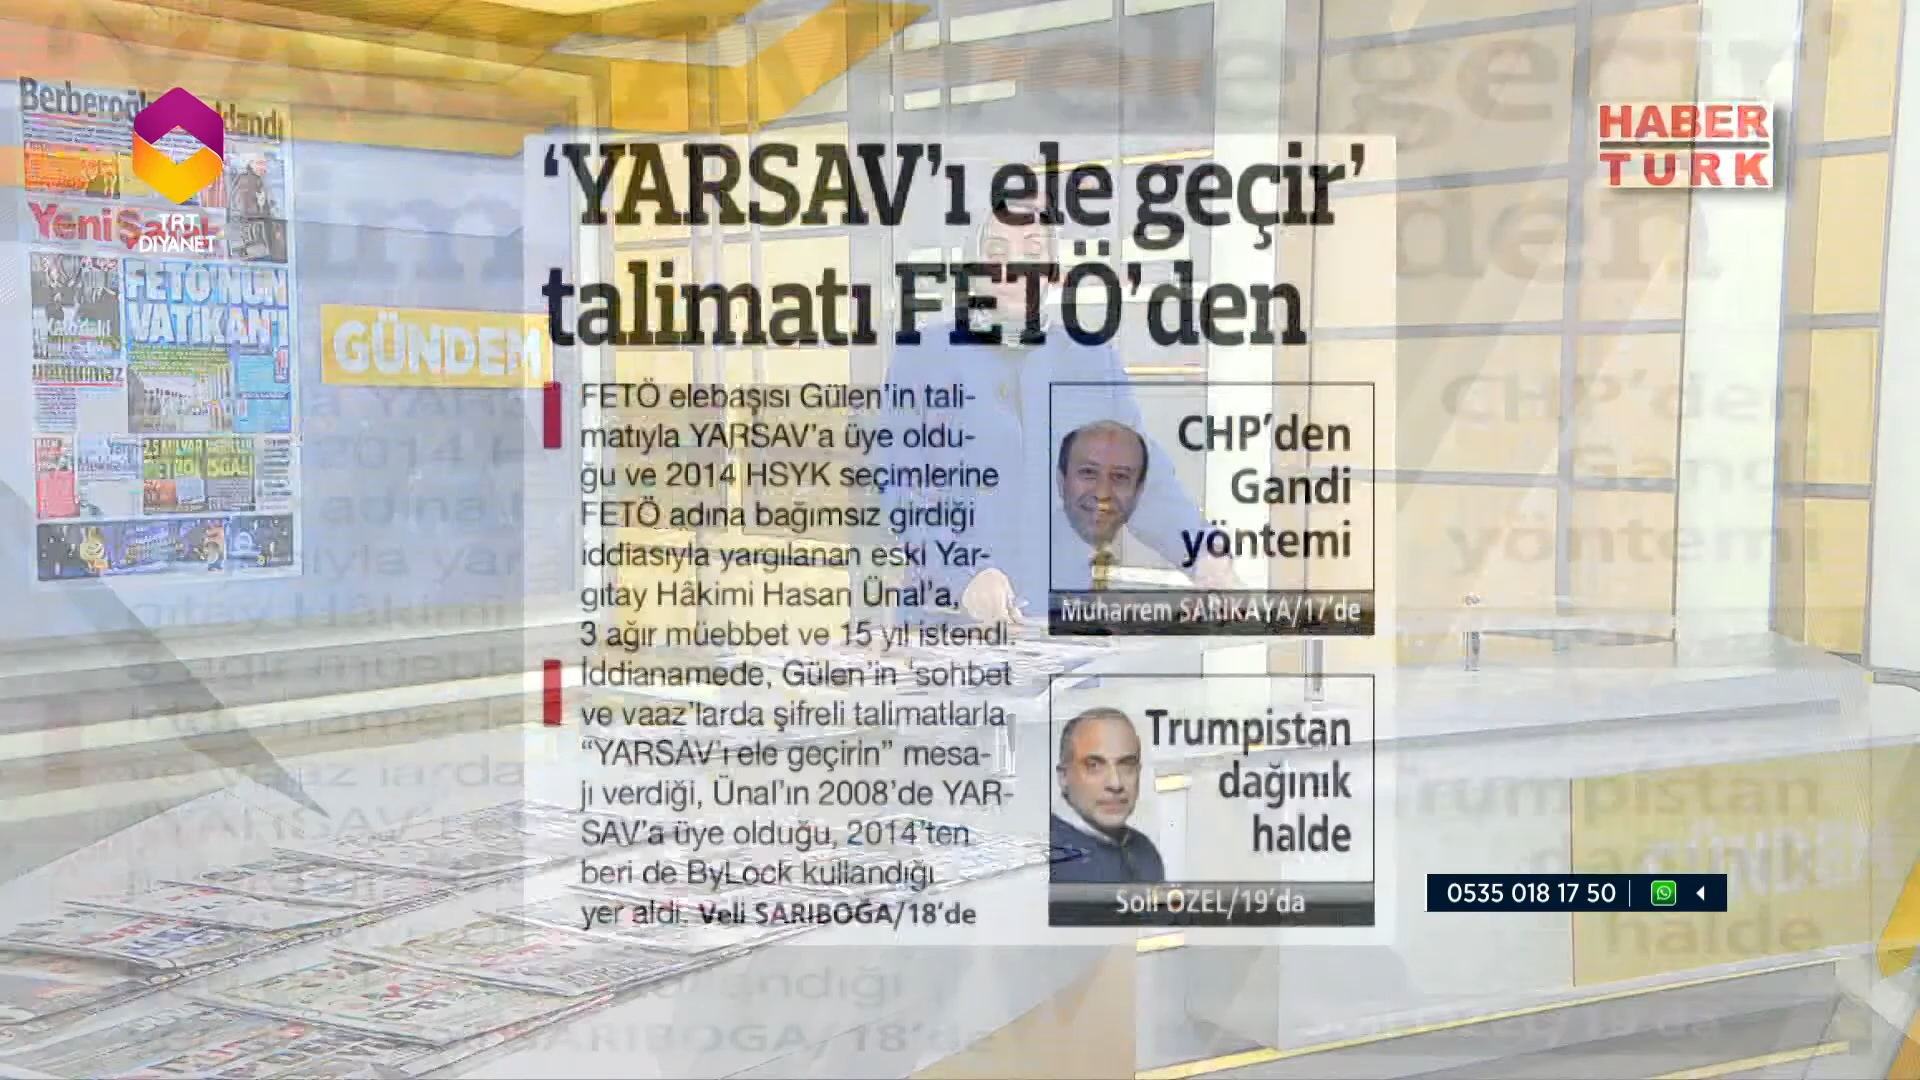 HABER
TURK
TRT
DİYANET
Yeni Şafak
FETÖ'NÜN
VATİKAN'I
GÜNDEM
‘YARSAV’ı ele geçir’
talimatı FETÖ’den
FETÖ elebaşısı Gülen’in tali-
matıyla YARSAV’a üye oldu-
ğu ve 2014 HSYK seçimlerine
FETÖ adına bağımsız girdiği
iddiasıyla yargılanan eski Yar-
gıtay Hâkimi Hasan Ünal’a,
3 ağır müebbet ve 15 yıl istendi.
İddianamede, Gülen’in ‘sohbet
ve vaaz’larda şifreli talimatlarla
“YARSAV’ı ele geçirin” mesa-
jı verdiği, Ünal’ın 2008’de YAR-
SAV’a üye olduğu, 2014’ten
beri de ByLock kullandığı
yer aldı. Veli SARIBOĞA/18’de
CHP’den
Gandi
yöntemi
Muharrem SARIKAYA/17’de
Trumpistan
dağınık
halde
Soli ÖZEL/19’da
0535 018 17 50